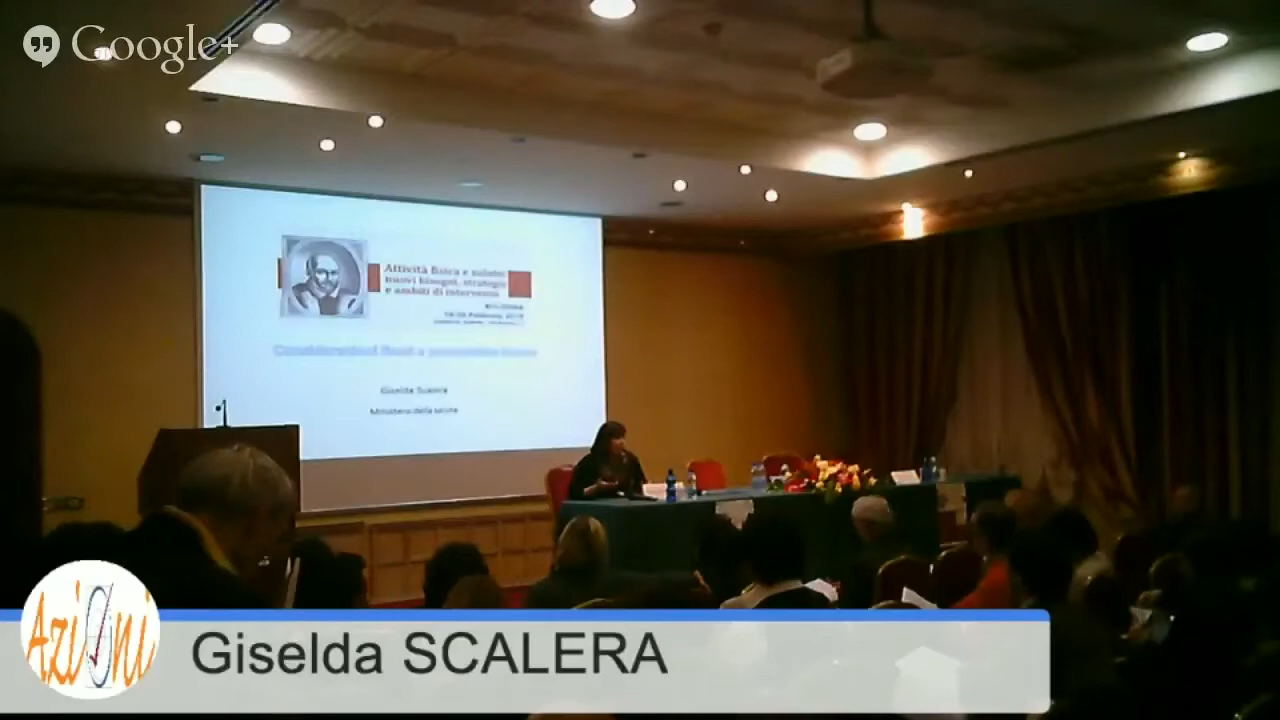 Google+
Attività fisica e salute:
nuovi bisogni, strategie
e ambiti di intervento
Giselda Scalera
Ministero della salute
Azioni
Giselda SCALERA